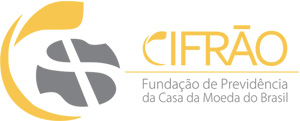 CIFRÃO
Fundação de Previdência
da Casa da Moeda do Brasil